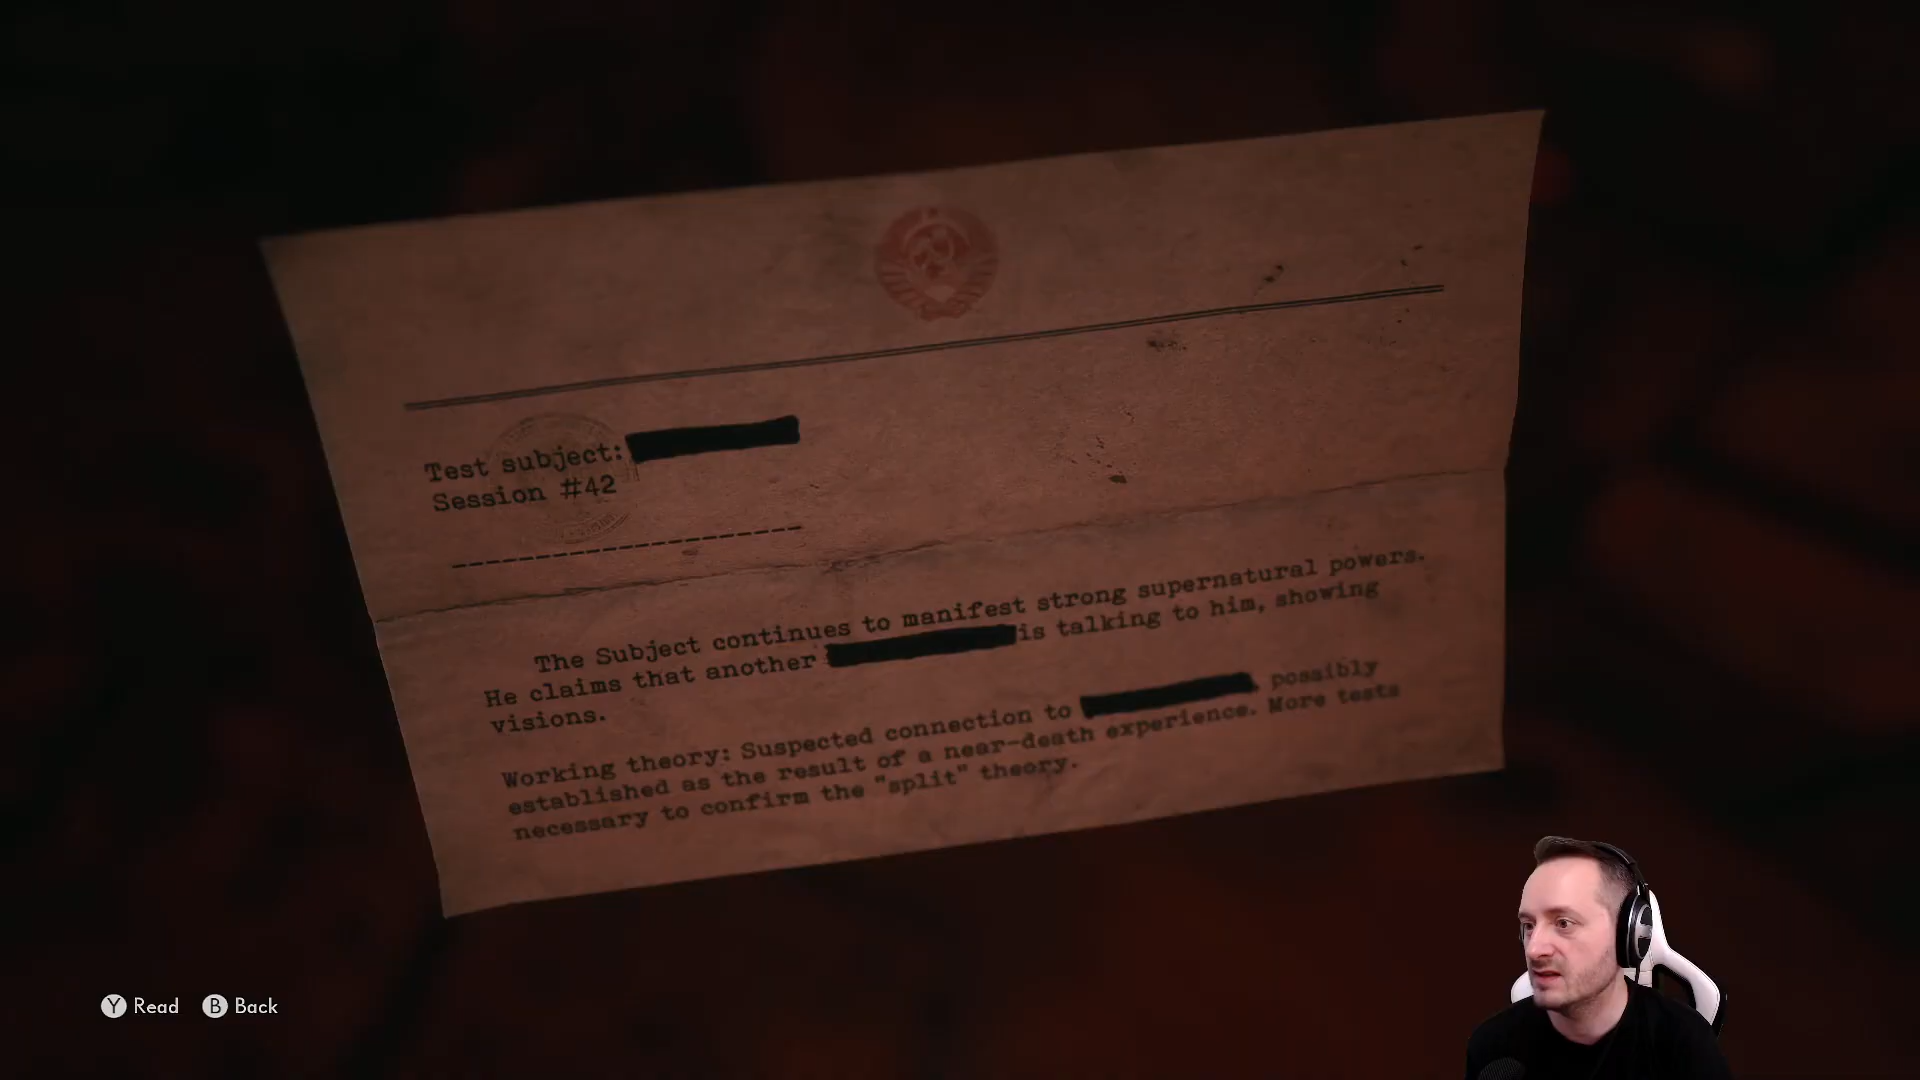 Test subject:
Session #42
The Subject continues to manifest strong supernatural powers.
He claims that another is talking to him, showing
visions.
Working theory: Suspected connection to , possibly
established as the result of a near-death experience. More tests
necessary to confirm the "split" theory.
Y Read B Back